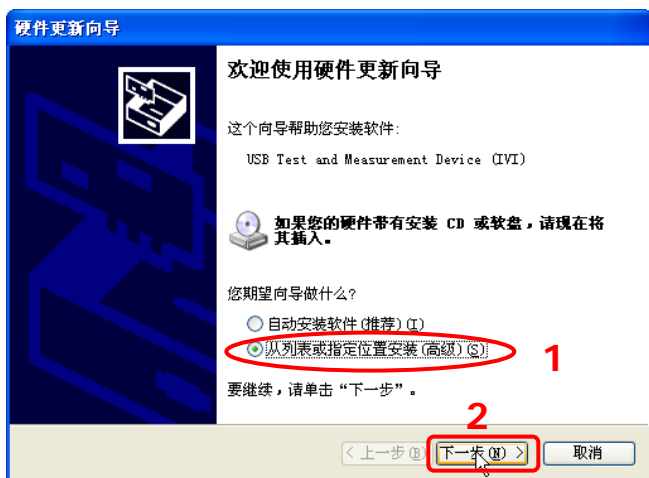 硬件更新向导
欢迎使用硬件更新向导
这个向导帮助您安装软件:
USB Test and Measurement Device (IVI)
如果您的硬件带有安装 CD 或软盘，请现在将
其插入。
您期望向导做什么?
自动安装软件(推荐)(I)
从列表或指定位置安装(高级)(S)
1
要继续，请单击“下一步”。
2
< 上一步(B) 下一步(N) > 取消